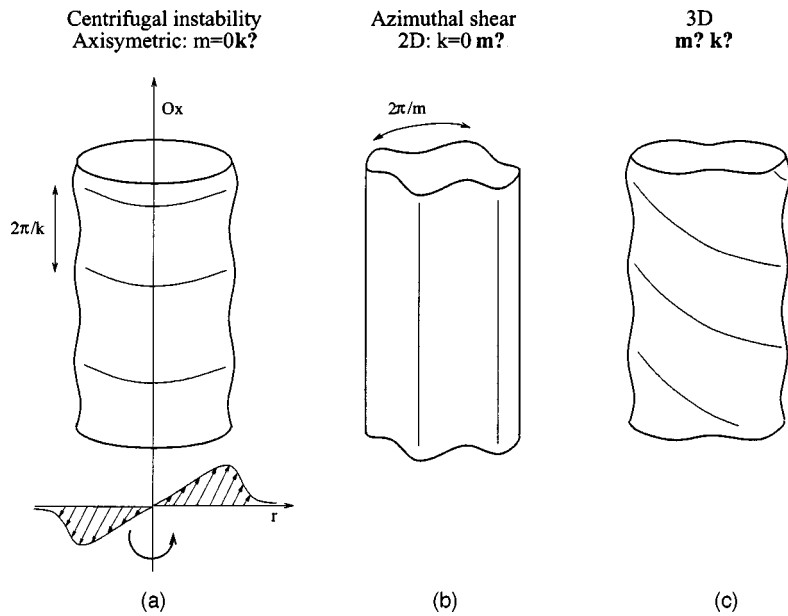 Centrifugal instability
Axisymetric: m=0k?
Azimuthal shear
2D: k=0 m?
3D
m? k?
Ox
2π/m
2π/k
r
(a)
(b)
(c)